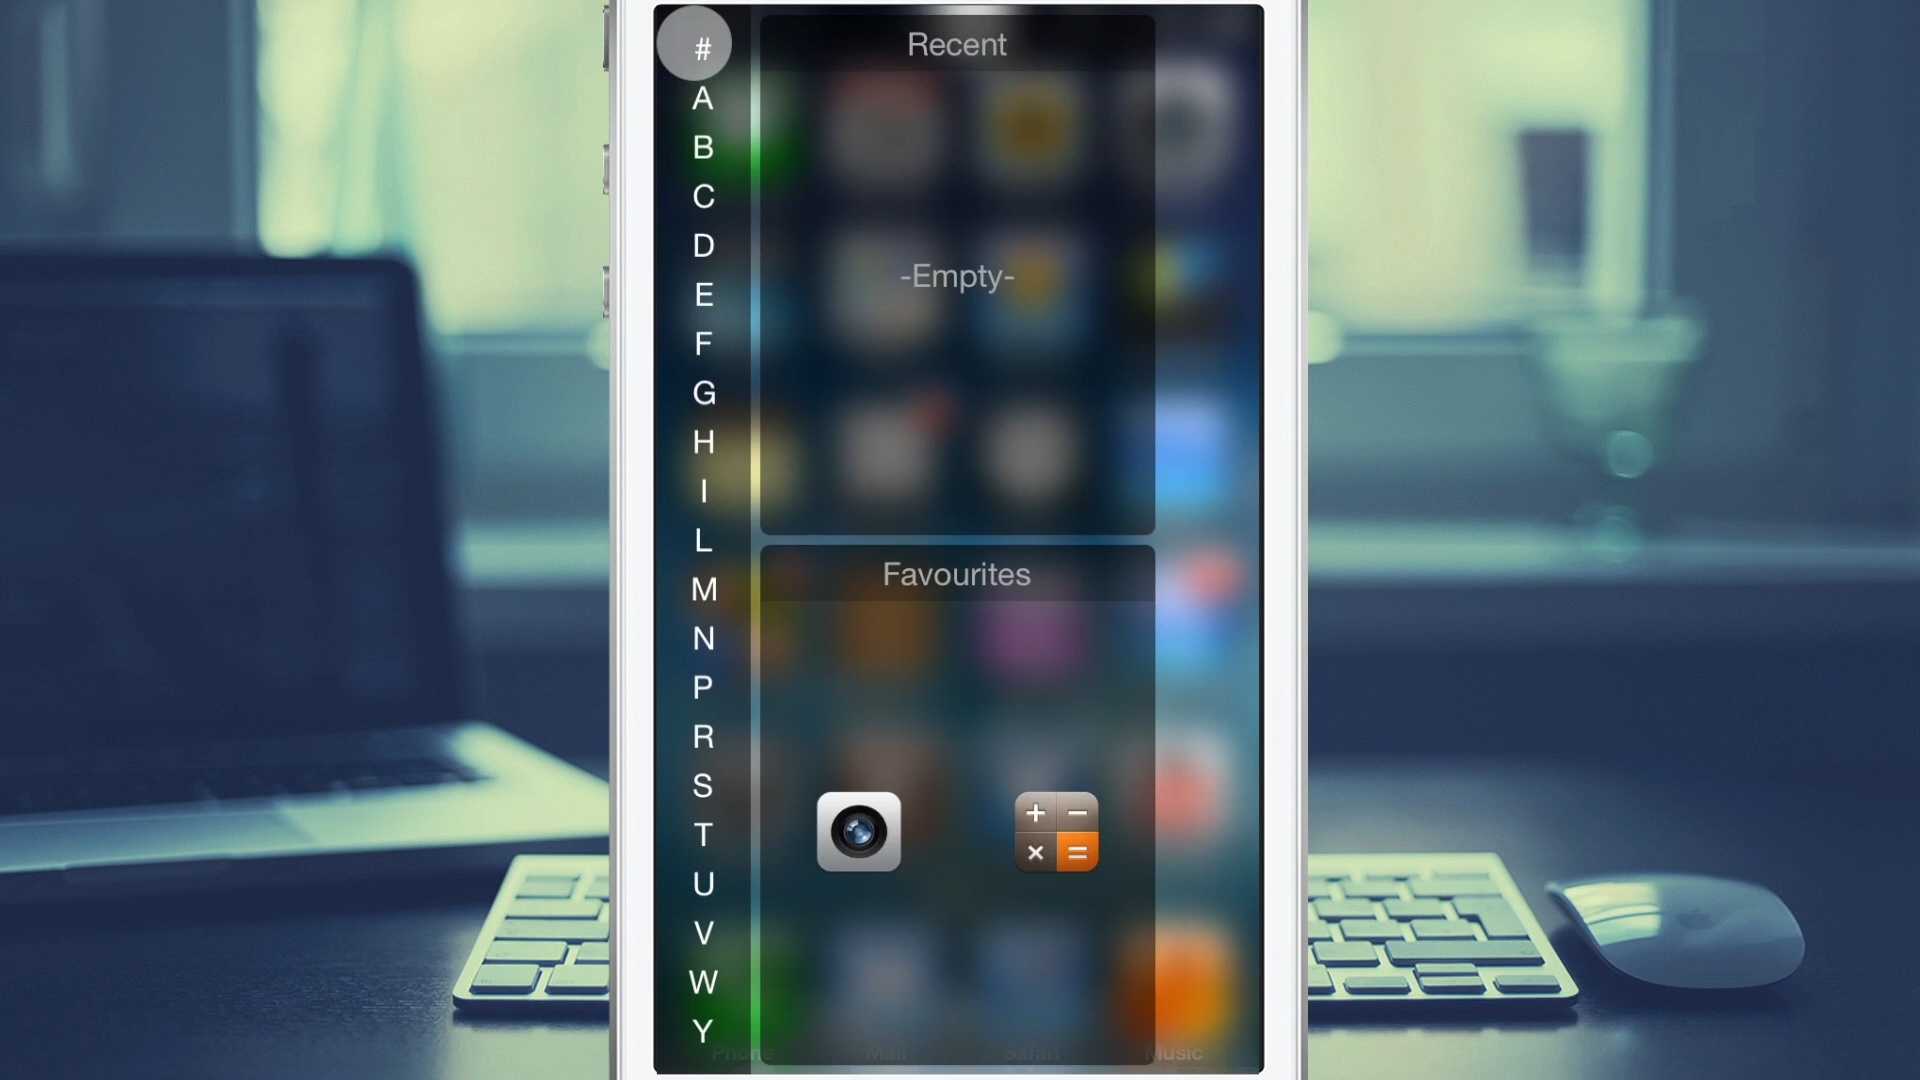 #
A
B
C
D
E
F
G
H
I
L
M
N
P
R
S
T
U
V
W
Y
Recent
-Empty-
Favourites
+ −
× =
Phone Mail Safari Music